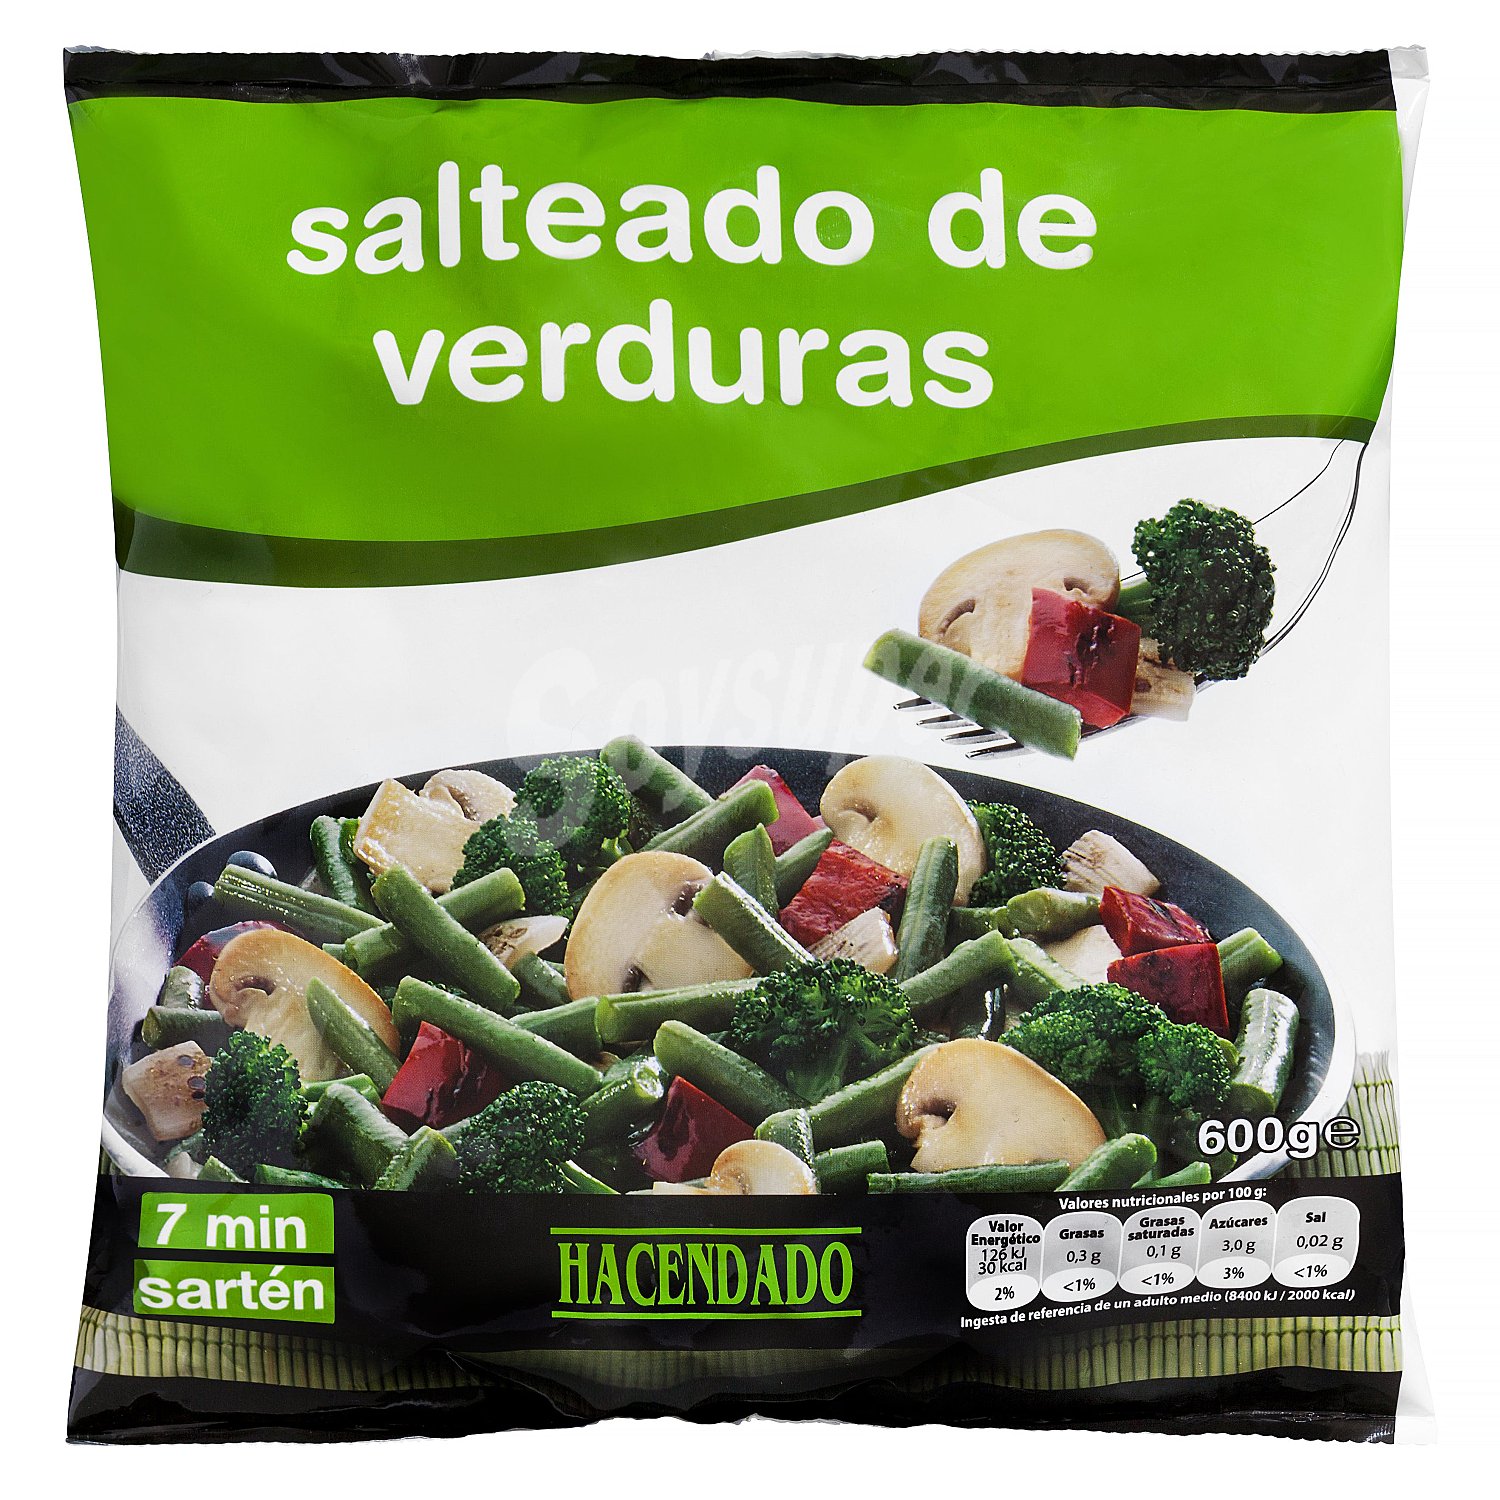 salteado de
verduras
Soysuper
600g℮
7 min
sartén
HACENDADO
Valores nutricionales por 100 g:
Valor Energético 126 kJ 30 kcal 2%
Grasas 0,3 g <1%
Grasas saturadas 0,1 g <1%
Azúcares 3,0 g 3%
Sal 0,02 g <1%
Ingesta de referencia de un adulto medio (8400 kJ / 2000 kcal)